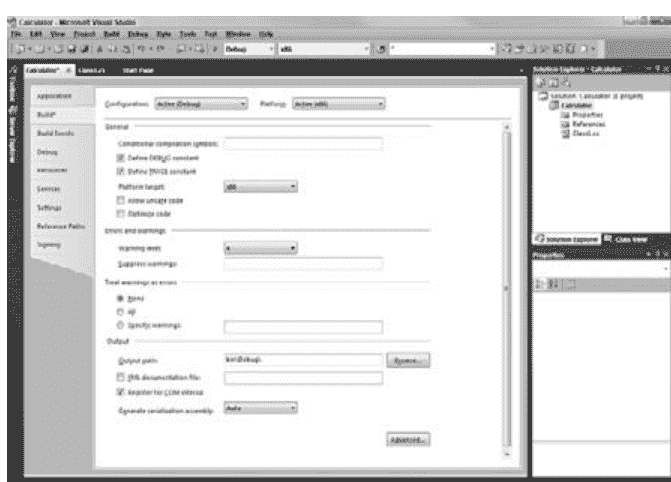 Calculator - Microsoft Visual Studio
File Edit View Project Build Debug Data Tools Test Window Help
Debug x86
Calculator* Class1.cs Start Page
Solution Explorer - Calculator
Solution 'Calculator' (1 project)
Calculator
Properties
References
Class1.cs
Application
Build*
Build Events
Debug
Resources
Services
Settings
Reference Paths
Signing
Configuration: Active (Debug) Platform: Active (x86)
General
Conditional compilation symbols:
Define DEBUG constant
Define TRACE constant
Platform target: x86
Allow unsafe code
Optimize code
Errors and warnings
Warning level: 4
Suppress warnings:
Treat warnings as errors
None
All
Specific warnings:
Output
Output path: bin\Debug\ Browse...
XML documentation file:
Register for COM interop
Generate serialization assembly: Auto
Advanced...
Solution Explorer Class View
Properties
Toolbox Server Explorer